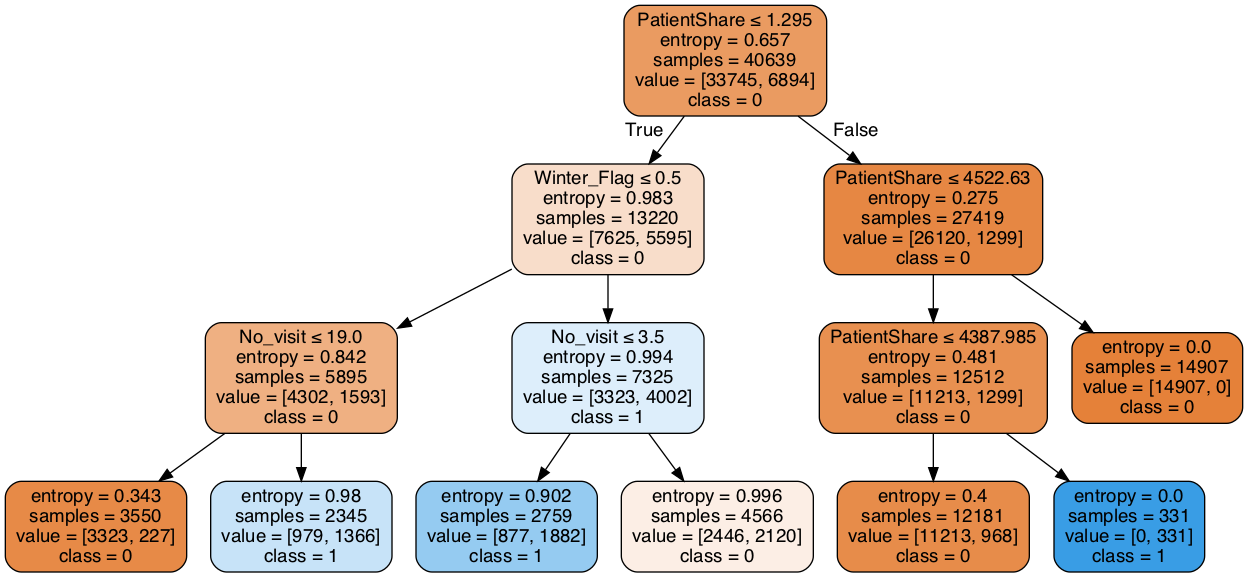 PatientShare ≤ 1.295
entropy = 0.657
samples = 40639
value = [33745, 6894]
class = 0
True
False
Winter_Flag ≤ 0.5
entropy = 0.983
samples = 13220
value = [7625, 5595]
class = 0
PatientShare ≤ 4522.63
entropy = 0.275
samples = 27419
value = [26120, 1299]
class = 0
No_visit ≤ 19.0
entropy = 0.842
samples = 5895
value = [4302, 1593]
class = 0
No_visit ≤ 3.5
entropy = 0.994
samples = 7325
value = [3323, 4002]
class = 1
PatientShare ≤ 4387.985
entropy = 0.481
samples = 12512
value = [11213, 1299]
class = 0
entropy = 0.0
samples = 14907
value = [14907, 0]
class = 0
entropy = 0.343
samples = 3550
value = [3323, 227]
class = 0
entropy = 0.98
samples = 2345
value = [979, 1366]
class = 1
entropy = 0.902
samples = 2759
value = [877, 1882]
class = 1
entropy = 0.996
samples = 4566
value = [2446, 2120]
class = 0
entropy = 0.4
samples = 12181
value = [11213, 968]
class = 0
entropy = 0.0
samples = 331
value = [0, 331]
class = 1